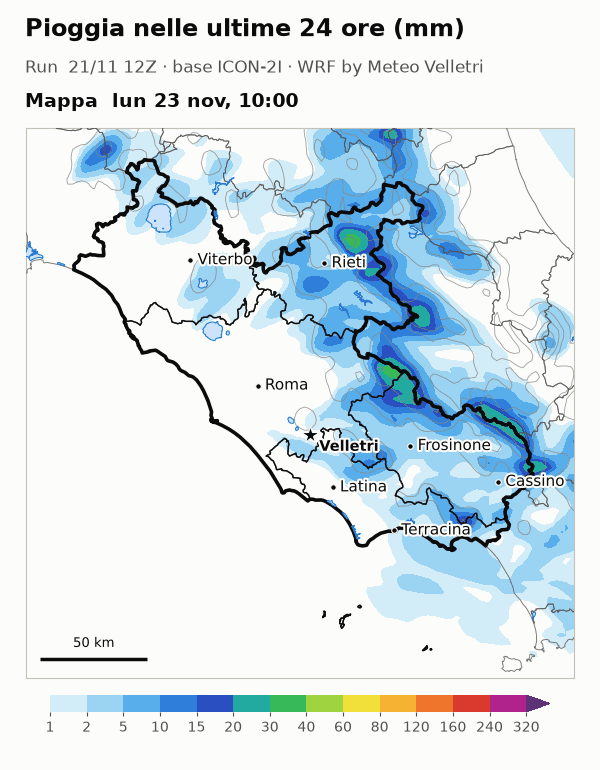 Pioggia nelle ultime 24 ore (mm)
Run 21/11 12Z · base ICON-2I · WRF by Meteo Velletri
Mappa lun 23 nov, 10:00
Viterbo
Rieti
Roma
Velletri
Frosinone
Cassino
Latina
Terracina
50 km
1 2 5 10 15 20 30 40 60 80 120 160 240 320